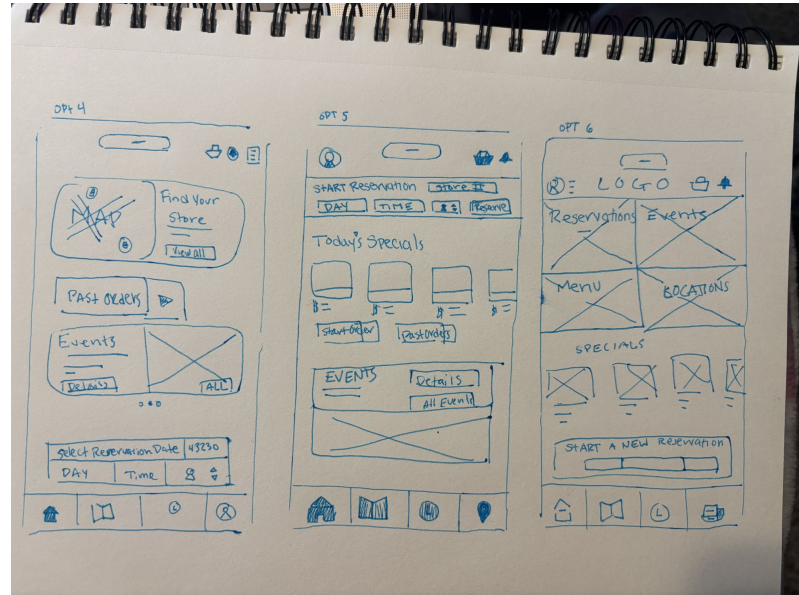 OPT 4
MAP
A
B
Find Your
Store
View all
Past Orders
Events
Details
ALL
Select Reservation Date 43230
DAY Time
L
OPT 5
START Reservation Store II
DAY TIME Reserve
Today's Specials
$ $ $ $
Start Order Past Orders
EVENTS Details
All Events
OPT 6
LOGO
Reservations Events
Menu LOCATIONS
SPECIALS
START A NEW Reservation
L